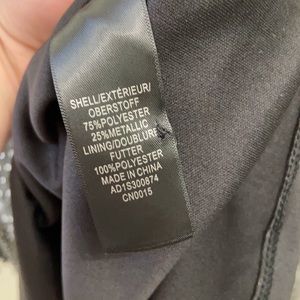 SHELL/EXTÉRIEUR/
OBERSTOFF
75%POLYESTER
25%METALLIC
LINING/DOUBLURE/
FUTTER
100%POLYESTER
MADE IN CHINA
AD1S300874
CN0015